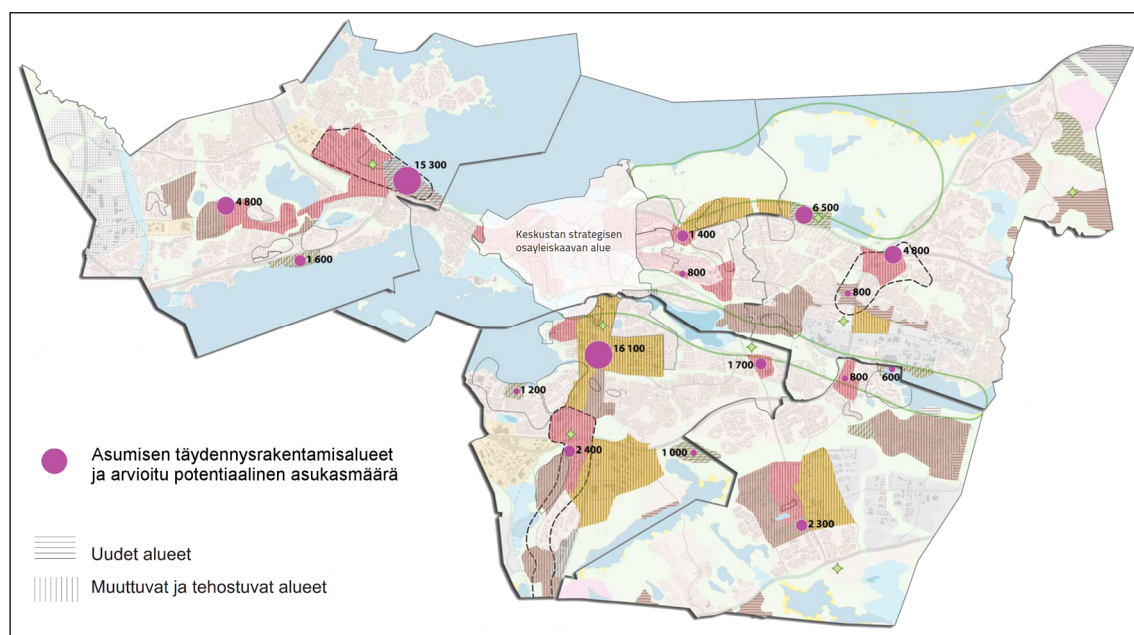 15 300
4 800
1 600
Keskustan strategisen
osayleiskaavan alue
6 500
1 400
4 800
800
800
16 100
1 700
800
600
1 200
2 400
1 000
2 300
Asumisen täydennysrakentamisalueet
ja arvioitu potentiaalinen asukasmäärä
Uudet alueet
Muuttuvat ja tehostuvat alueet